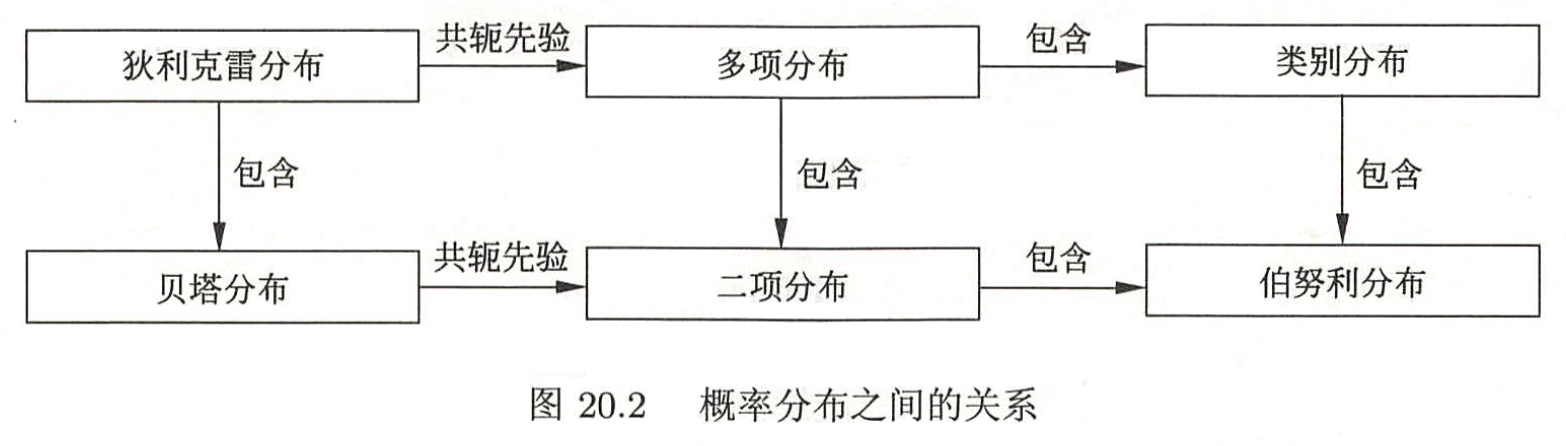 狄利克雷分布 共轭先验 多项分布 包含 类别分布
包含 包含 包含
贝塔分布 共轭先验 二项分布 包含 伯努利分布
图 20.2 概率分布之间的关系